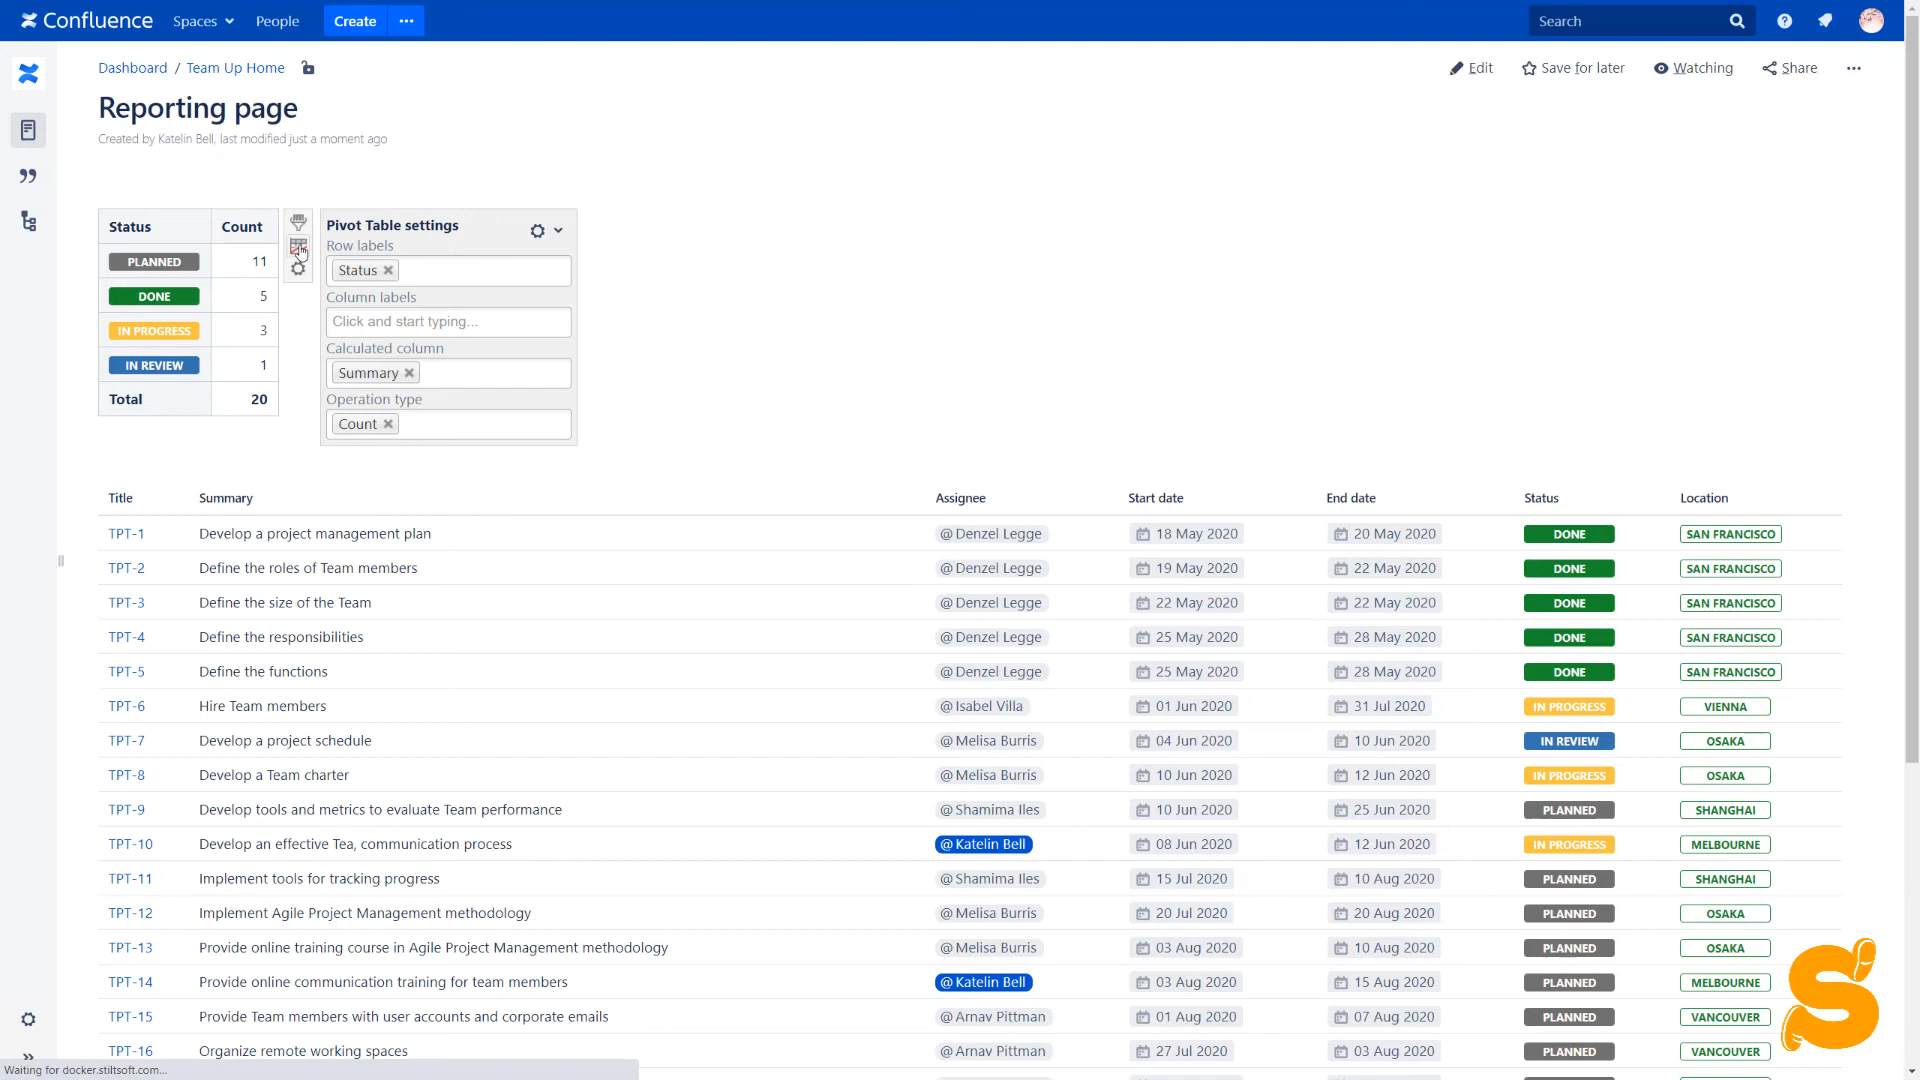 Confluence Spaces People Create ••• Search
Dashboard / Team Up Home Edit Save for later Watching Share •••
Reporting page
Created by Katelin Bell, last modified just a moment ago
Status Count
PLANNED 11
DONE 5
IN PROGRESS 3
IN REVIEW 1
Total 20
Pivot Table settings
Row labels
Status
Column labels
Click and start typing...
Calculated column
Summary
Operation type
Count
Title Summary Assignee Start date End date Status Location
TPT-1 Develop a project management plan @Denzel Legge 18 May 2020 20 May 2020 DONE SAN FRANCISCO
TPT-2 Define the roles of Team members @Denzel Legge 19 May 2020 22 May 2020 DONE SAN FRANCISCO
TPT-3 Define the size of the Team @Denzel Legge 22 May 2020 22 May 2020 DONE SAN FRANCISCO
TPT-4 Define the responsibilities @Denzel Legge 25 May 2020 28 May 2020 DONE SAN FRANCISCO
TPT-5 Define the functions @Denzel Legge 25 May 2020 28 May 2020 DONE SAN FRANCISCO
TPT-6 Hire Team members @Isabel Villa 01 Jun 2020 31 Jul 2020 IN PROGRESS VIENNA
TPT-7 Develop a project schedule @Melisa Burris 04 Jun 2020 10 Jun 2020 IN REVIEW OSAKA
TPT-8 Develop a Team charter @Melisa Burris 10 Jun 2020 12 Jun 2020 IN PROGRESS OSAKA
TPT-9 Develop tools and metrics to evaluate Team performance @Shamima Iles 10 Jun 2020 25 Jun 2020 PLANNED SHANGHAI
TPT-10 Develop an effective Tea, communication process @Katelin Bell 08 Jun 2020 12 Jun 2020 IN PROGRESS MELBOURNE
TPT-11 Implement tools for tracking progress @Shamima Iles 15 Jul 2020 10 Aug 2020 PLANNED SHANGHAI
TPT-12 Implement Agile Project Management methodology @Melisa Burris 20 Jul 2020 20 Aug 2020 PLANNED OSAKA
TPT-13 Provide online training course in Agile Project Management methodology @Melisa Burris 03 Aug 2020 10 Aug 2020 PLANNED OSAKA
TPT-14 Provide online communication training for team members @Katelin Bell 03 Aug 2020 15 Aug 2020 PLANNED MELBOURNE
TPT-15 Provide Team members with user accounts and corporate emails @Arnav Pittman 01 Aug 2020 07 Aug 2020 PLANNED VANCOUVER
TPT-16 Organize remote working spaces @Arnav Pittman 27 Jul 2020 03 Aug 2020 PLANNED VANCOUVER
Waiting for docker.stiltsoft.com...